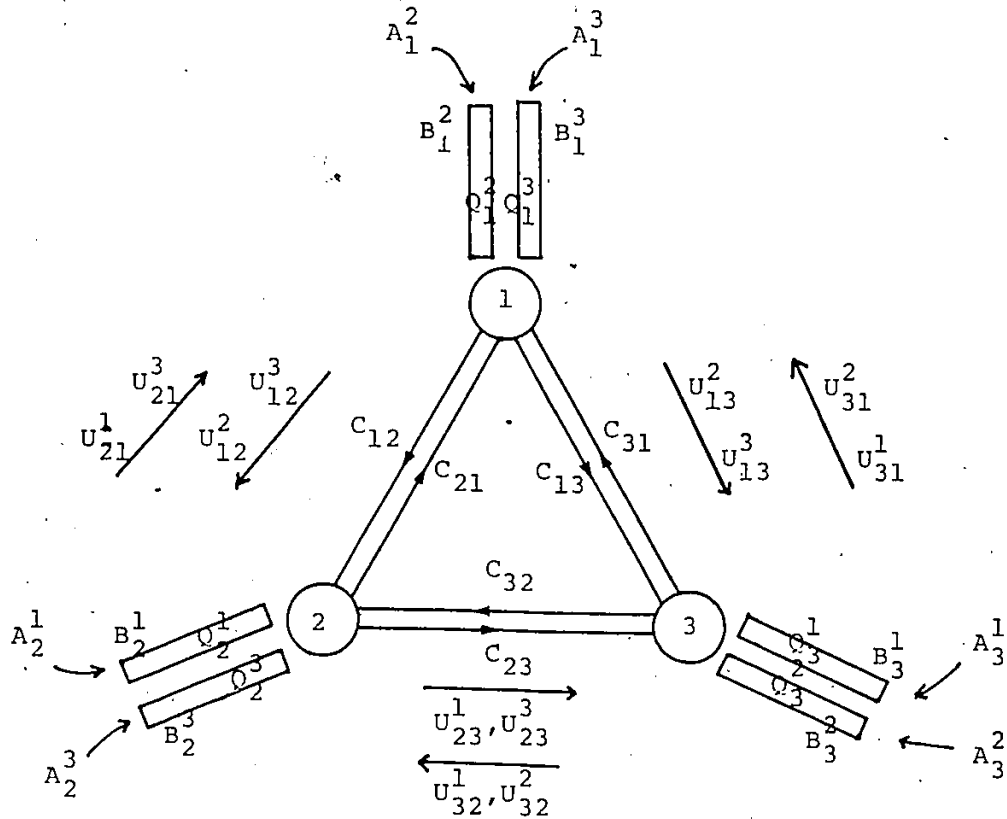 A_1^2 A_1^3
B_1^2 B_1^3
Q_1^2 Q_1^3
1
U_21^3 U_12^3 U_13^2 U_31^2
U_21^1 U_12^2 C_12 C_31 U_13^3 U_31^1
C_21 C_13
C_32
2 3
C_23
A_2^1 B_2^1 Q_2^1 Q_3^1 B_3^1 A_3^1
Q_2^3 Q_3^2
B_2^3 B_3^2
A_2^3 A_3^2
U_23^1,U_23^3
U_32^1,U_32^2